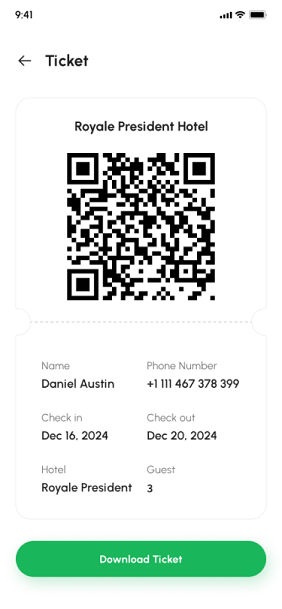 9:41
Ticket
Royale President Hotel
Name
Phone Number
Daniel Austin
+1 111 467 378 399
Check in
Check out
Dec 16, 2024
Dec 20, 2024
Hotel
Guest
Royale President
3
Download Ticket